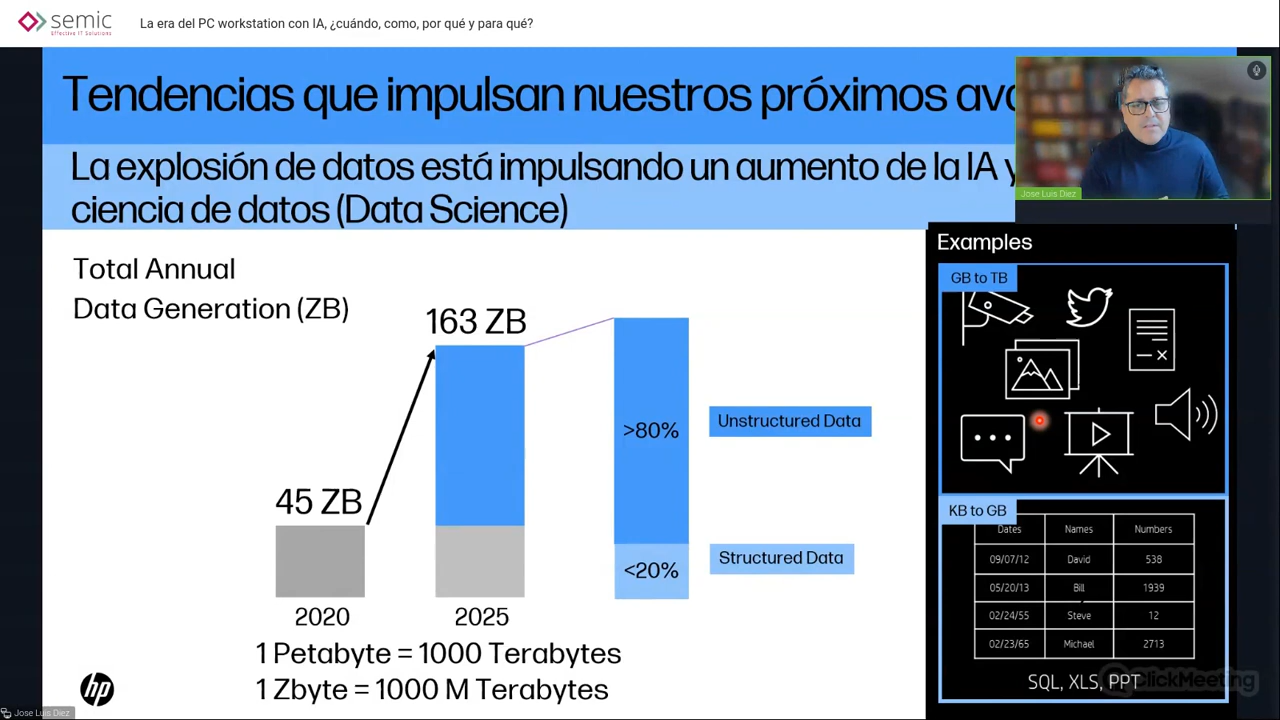 semic
Effective IT Solutions
La era del PC workstation con IA, ¿cuándo, como, por qué y para qué?
Tendencias que impulsan nuestros próximos
La explosión de datos está impulsando un aumento de la IA y
ciencia de datos (Data Science)
Jose Luis Diez
Total Annual
Data Generation (ZB)
45 ZB
163 ZB
2020
2025
>80%
<20%
Unstructured Data
Structured Data
1 Petabyte = 1000 Terabytes
1 Zbyte = 1000 M Terabytes
Examples
GB to TB
KB to GB
Dates Names Numbers
09/07/12 David 538
05/20/13 Bill 1939
02/24/55 Steve 12
02/23/65 Michael 2713
SQL, XLS, PPT
ClickMeeting
hp
Jose Luis Diez